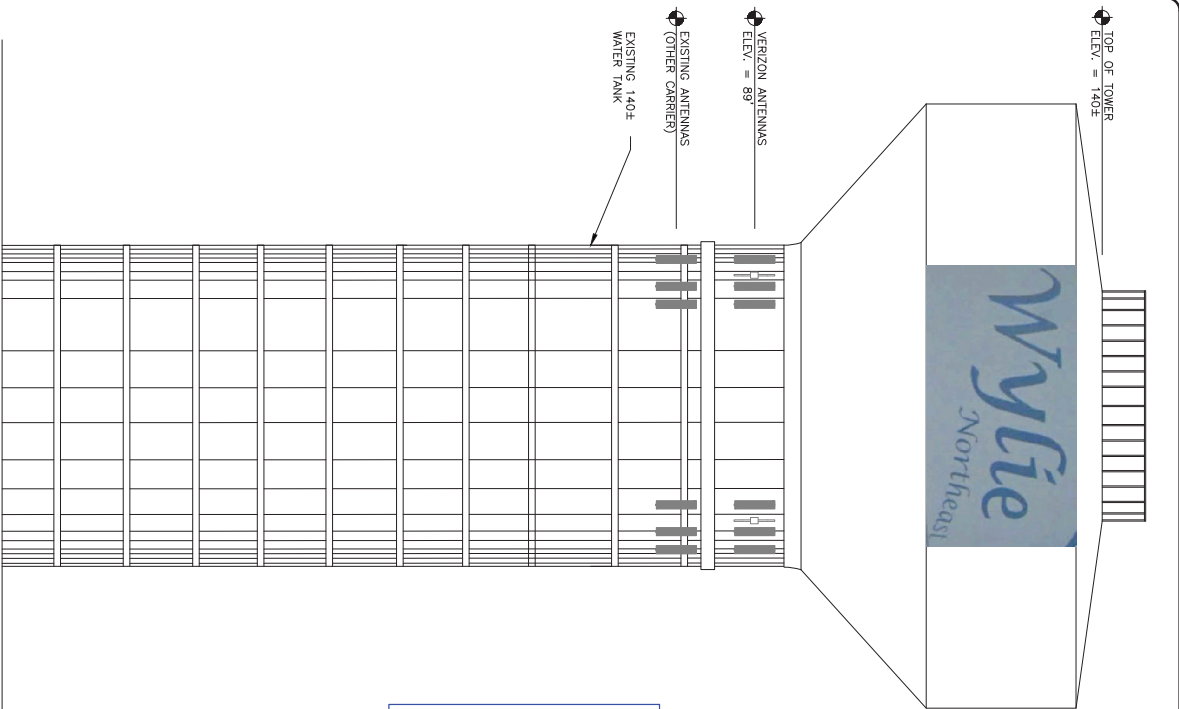 TOP OF TOWER
ELEV. = 140±
VERIZON ANTENNAS
ELEV. = 89'
EXISTING ANTENNAS
(OTHER CARRIER)
EXISTING 140±
WATER TANK
Wylie
Northeast